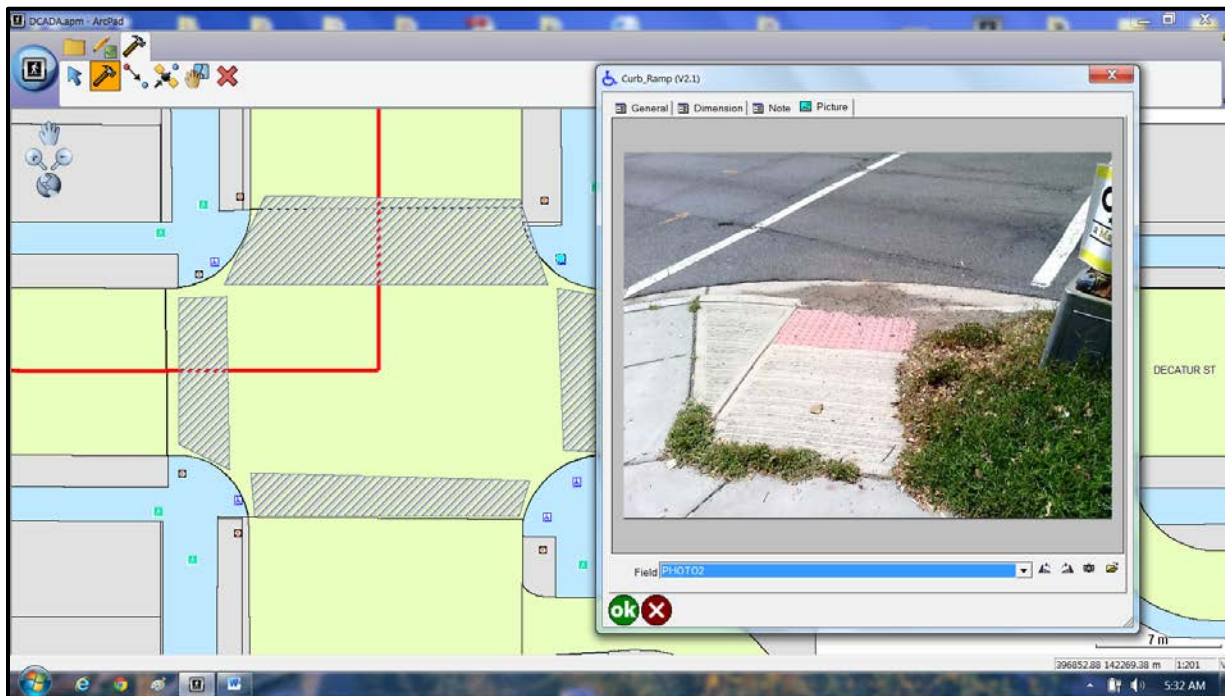 DCADA.apm - ArcPad
Curb_Ramp (V2.1)
General
Dimension
Note
Picture
DECATUR ST
Field
PHOTO2
ok
7 m
396852.88 142269.38 m
1:201
5:32 AM